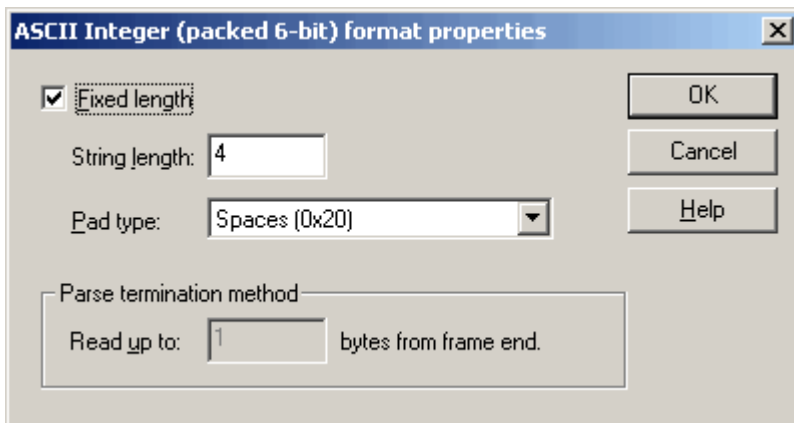 ASCII Integer (packed 6-bit) format properties
Fixed length
OK
String length: 4
Cancel
Pad type: Spaces (0x20)
Help
Parse termination method
Read up to: 1 bytes from frame end.